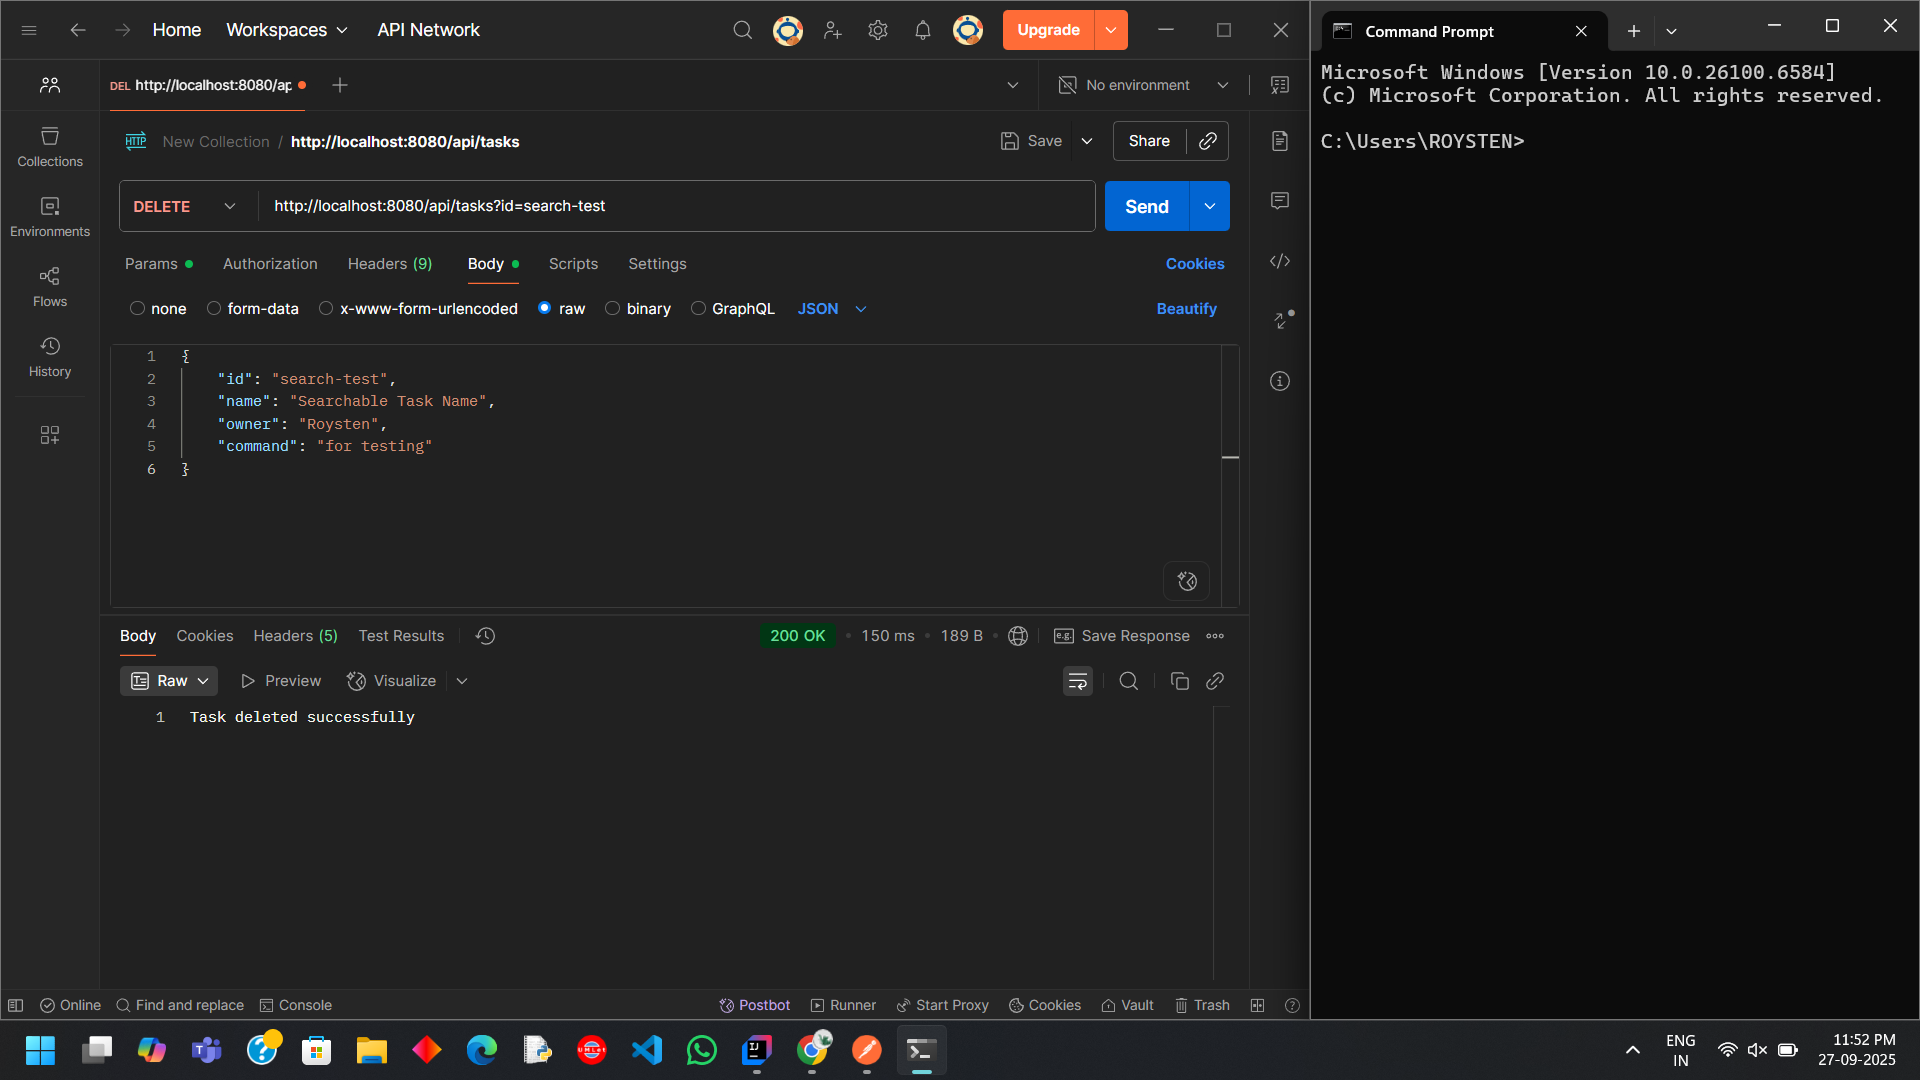 Home Workspaces API Network Upgrade
DEL http://localhost:8080/ap No environment
Collections
Environments
Flows
History
HTTP New Collection / http://localhost:8080/api/tasks Save Share
DELETE http://localhost:8080/api/tasks?id=search-test Send
Params Authorization Headers (9) Body Scripts Settings Cookies
none form-data x-www-form-urlencoded raw binary GraphQL JSON Beautify
1 {
2 "id": "search-test",
3 "name": "Searchable Task Name",
4 "owner": "Roysten",
5 "command": "for testing"
6 }
Body Cookies Headers (5) Test Results 200 OK • 150 ms • 189 B • e.g. Save Response
Raw Preview Visualize
1 Task deleted successfully
Online Find and replace Console Postbot Runner Start Proxy Cookies Vault Trash
Command Prompt
Microsoft Windows [Version 10.0.26100.6584]
(c) Microsoft Corporation. All rights reserved.
C:\Users\ROYSTEN>
UMLet
IJ
ENG
IN
11:52 PM
27-09-2025